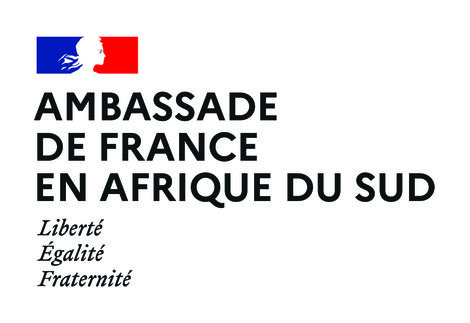 AMBASSADE
DE FRANCE
EN AFRIQUE DU SUD
Liberté
Égalité
Fraternité